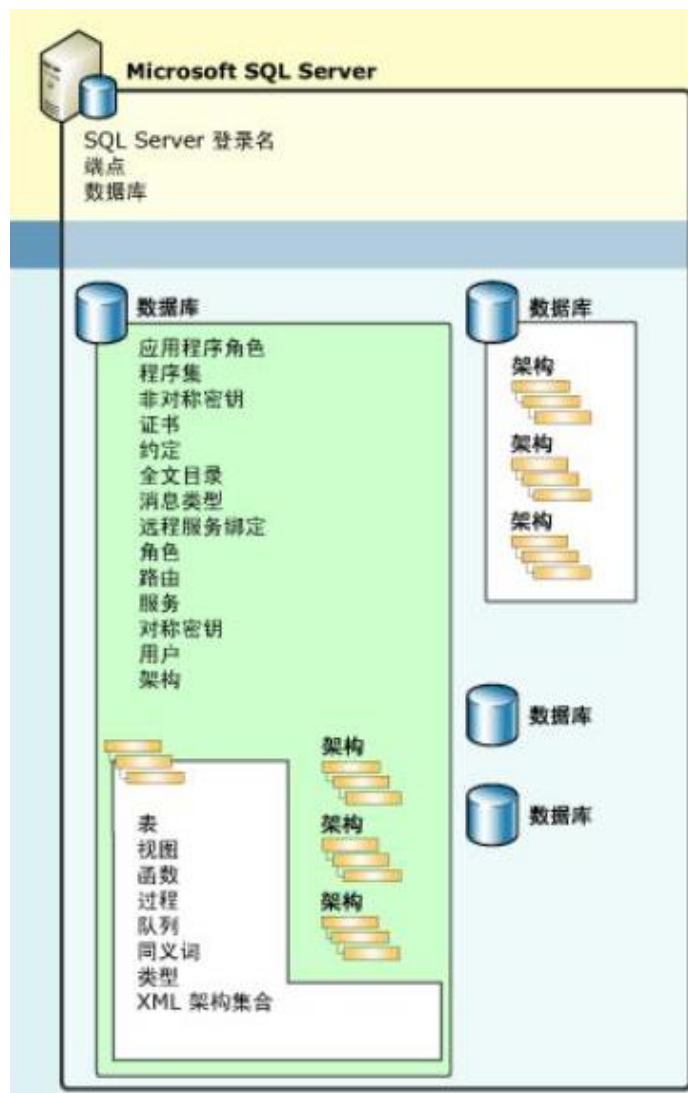 Microsoft SQL Server
SQL Server 登录名
端点
数据库
数据库
应用程序角色
程序集
非对称密钥
证书
约定
全文目录
消息类型
远程服务绑定
角色
路由
服务
对称密钥
用户
架构
表
视图
函数
过程
队列
同义词
类型
XML 架构集合
架构
架构
架构
数据库
架构
架构
架构
数据库
数据库